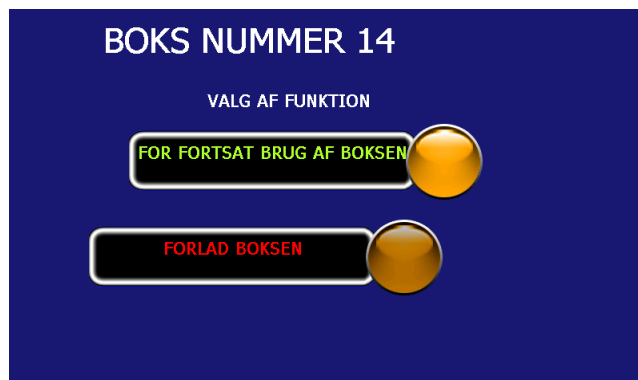 BOKS NUMMER 14
VALG AF FUNKTION
FOR FORTSAT BRUG AF BOKSEN
FORLAD BOKSEN